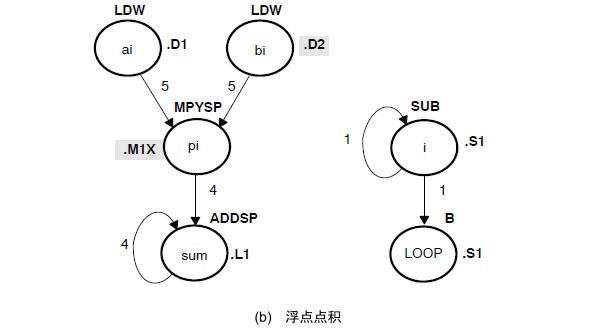 LDW LDW
ai .D1 bi .D2
5 5
MPYSP SUB
.M1X pi 1 i .S1
4 1
ADDSP B
4 sum .L1 LOOP .S1
(b) 浮点点积